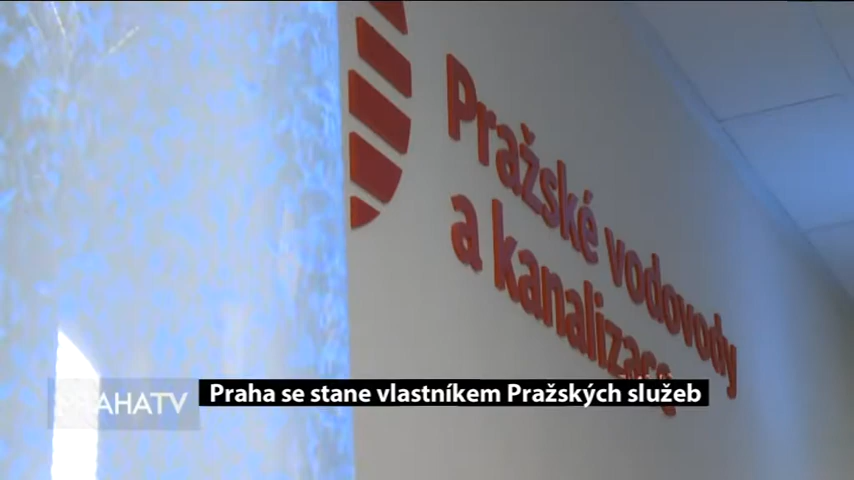 Pražské vodovody
a kanalizace
PRAHATV
Praha se stane vlastníkem Pražských služeb